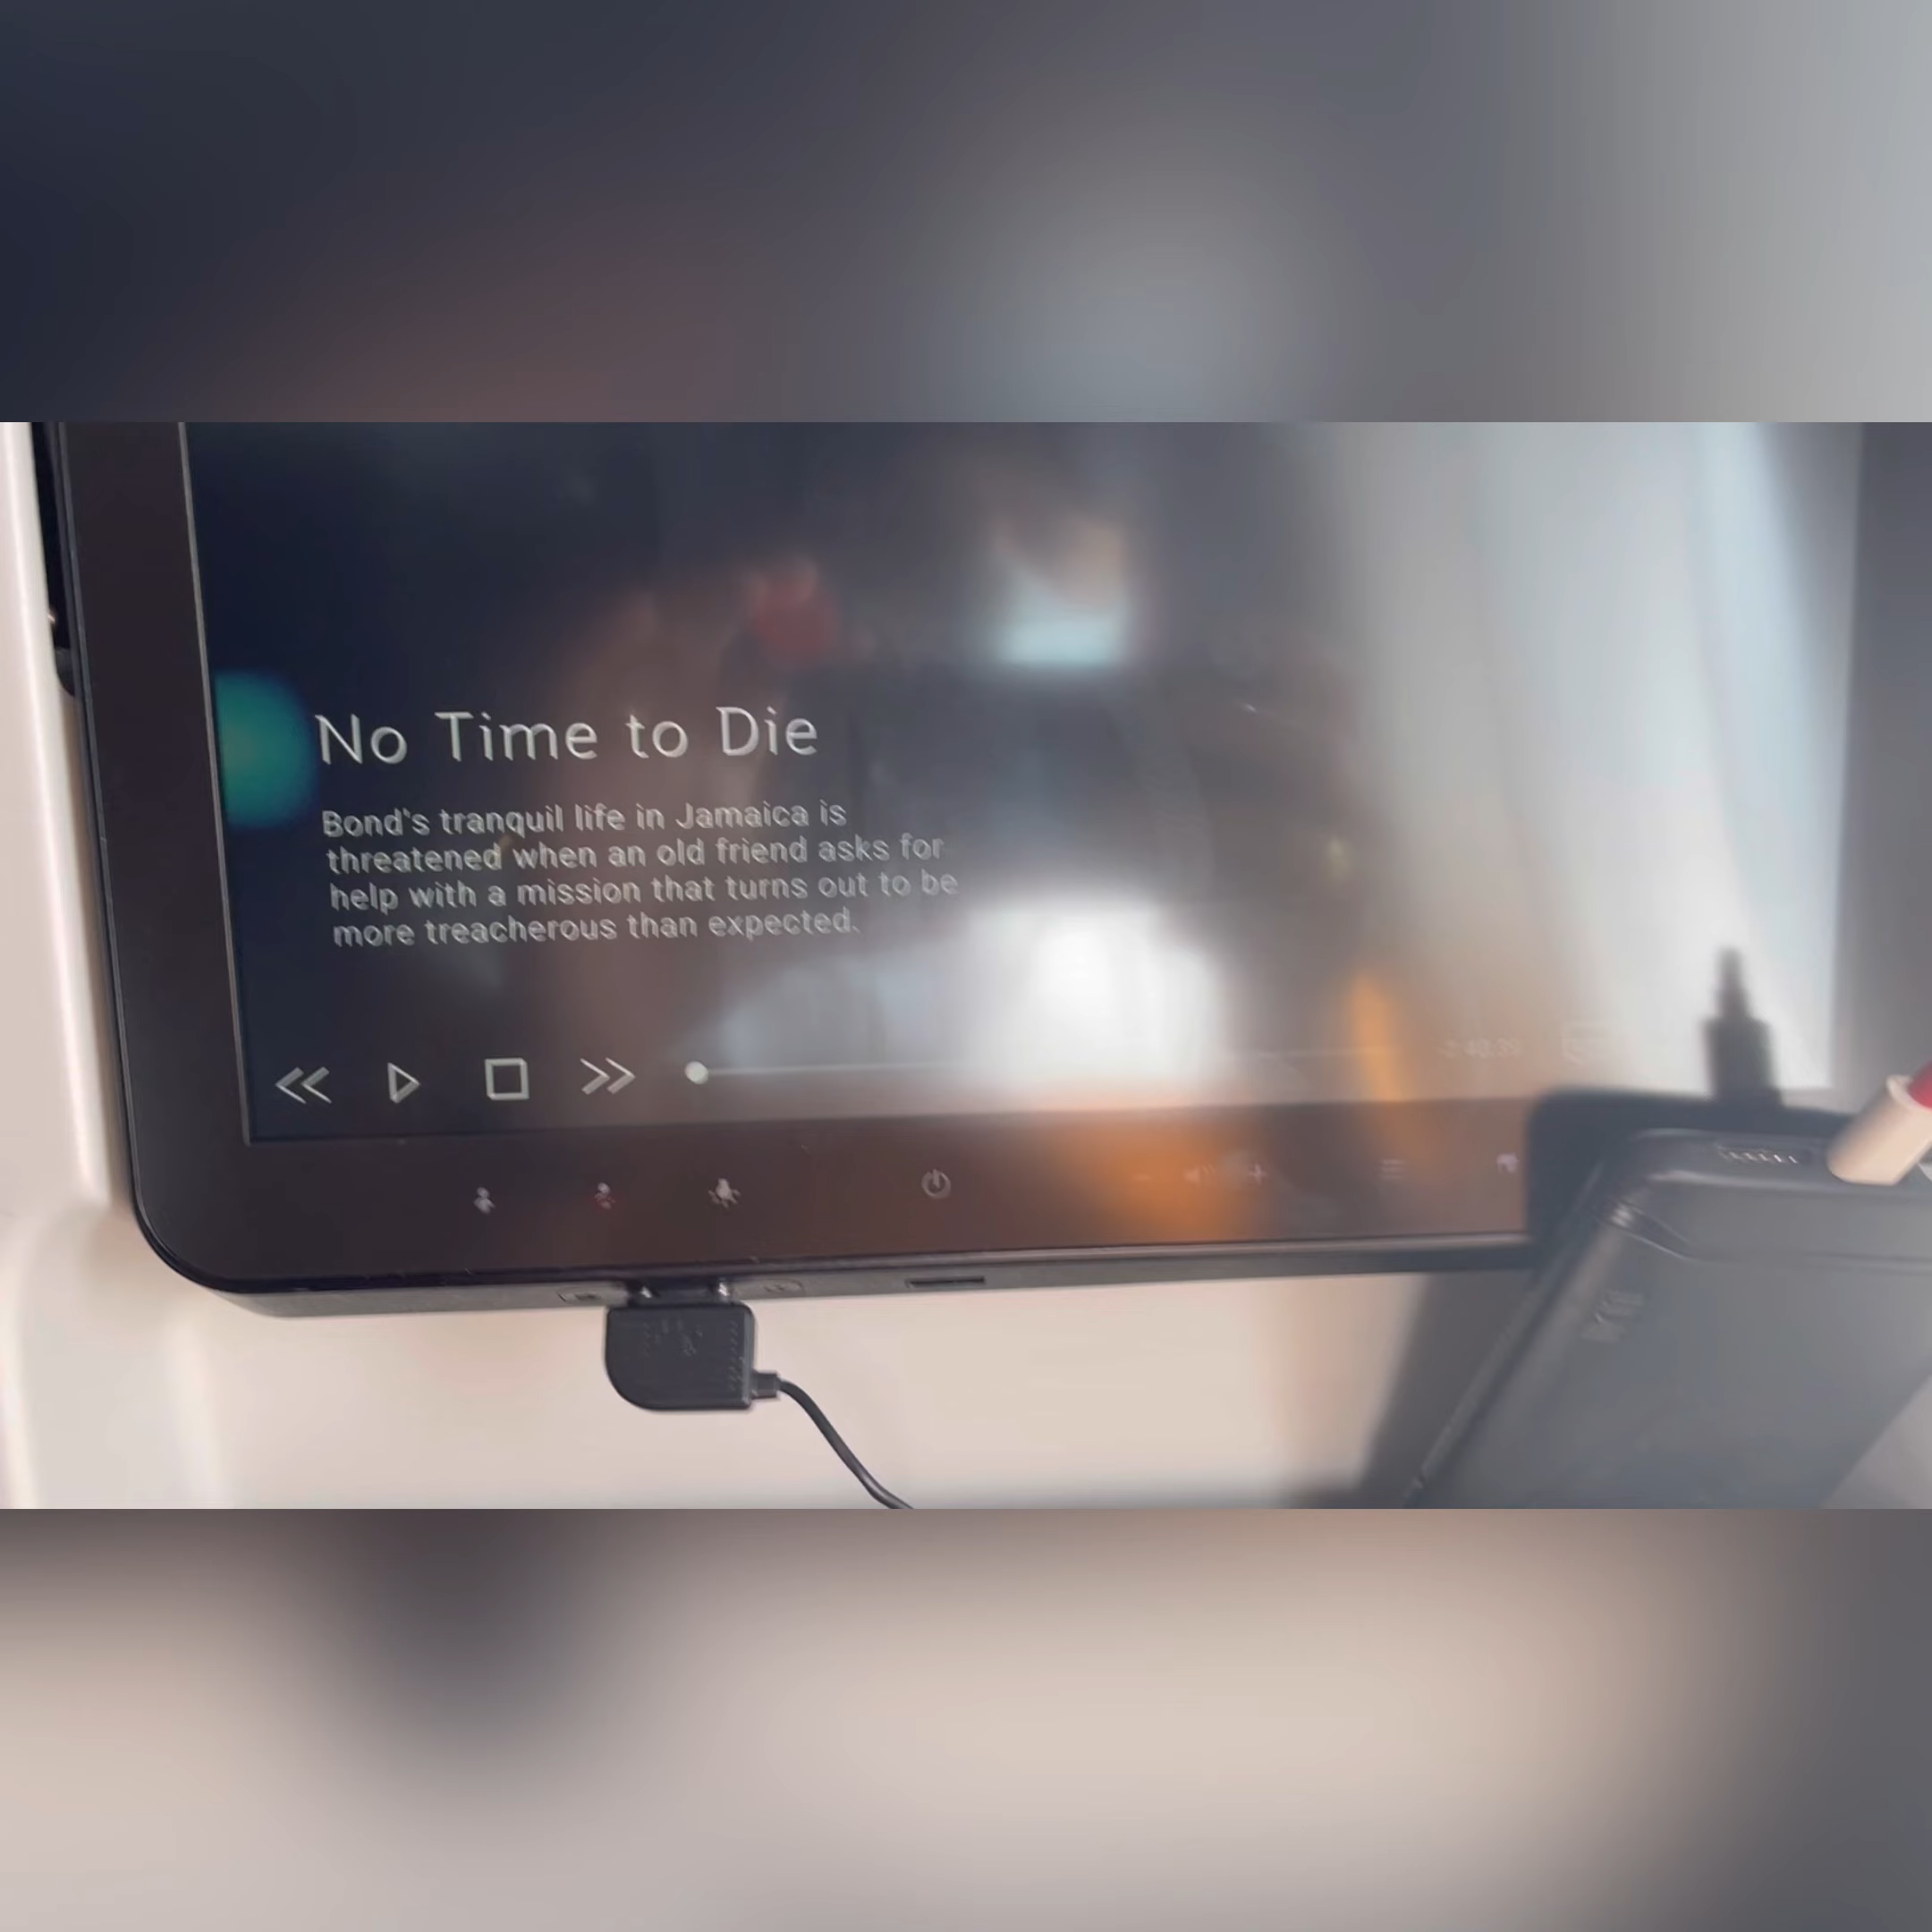 No Time to Die
Bond's tranquil life in Jamaica is
threatened when an old friend asks for
help with a mission that turns out to be
more treacherous than expected.